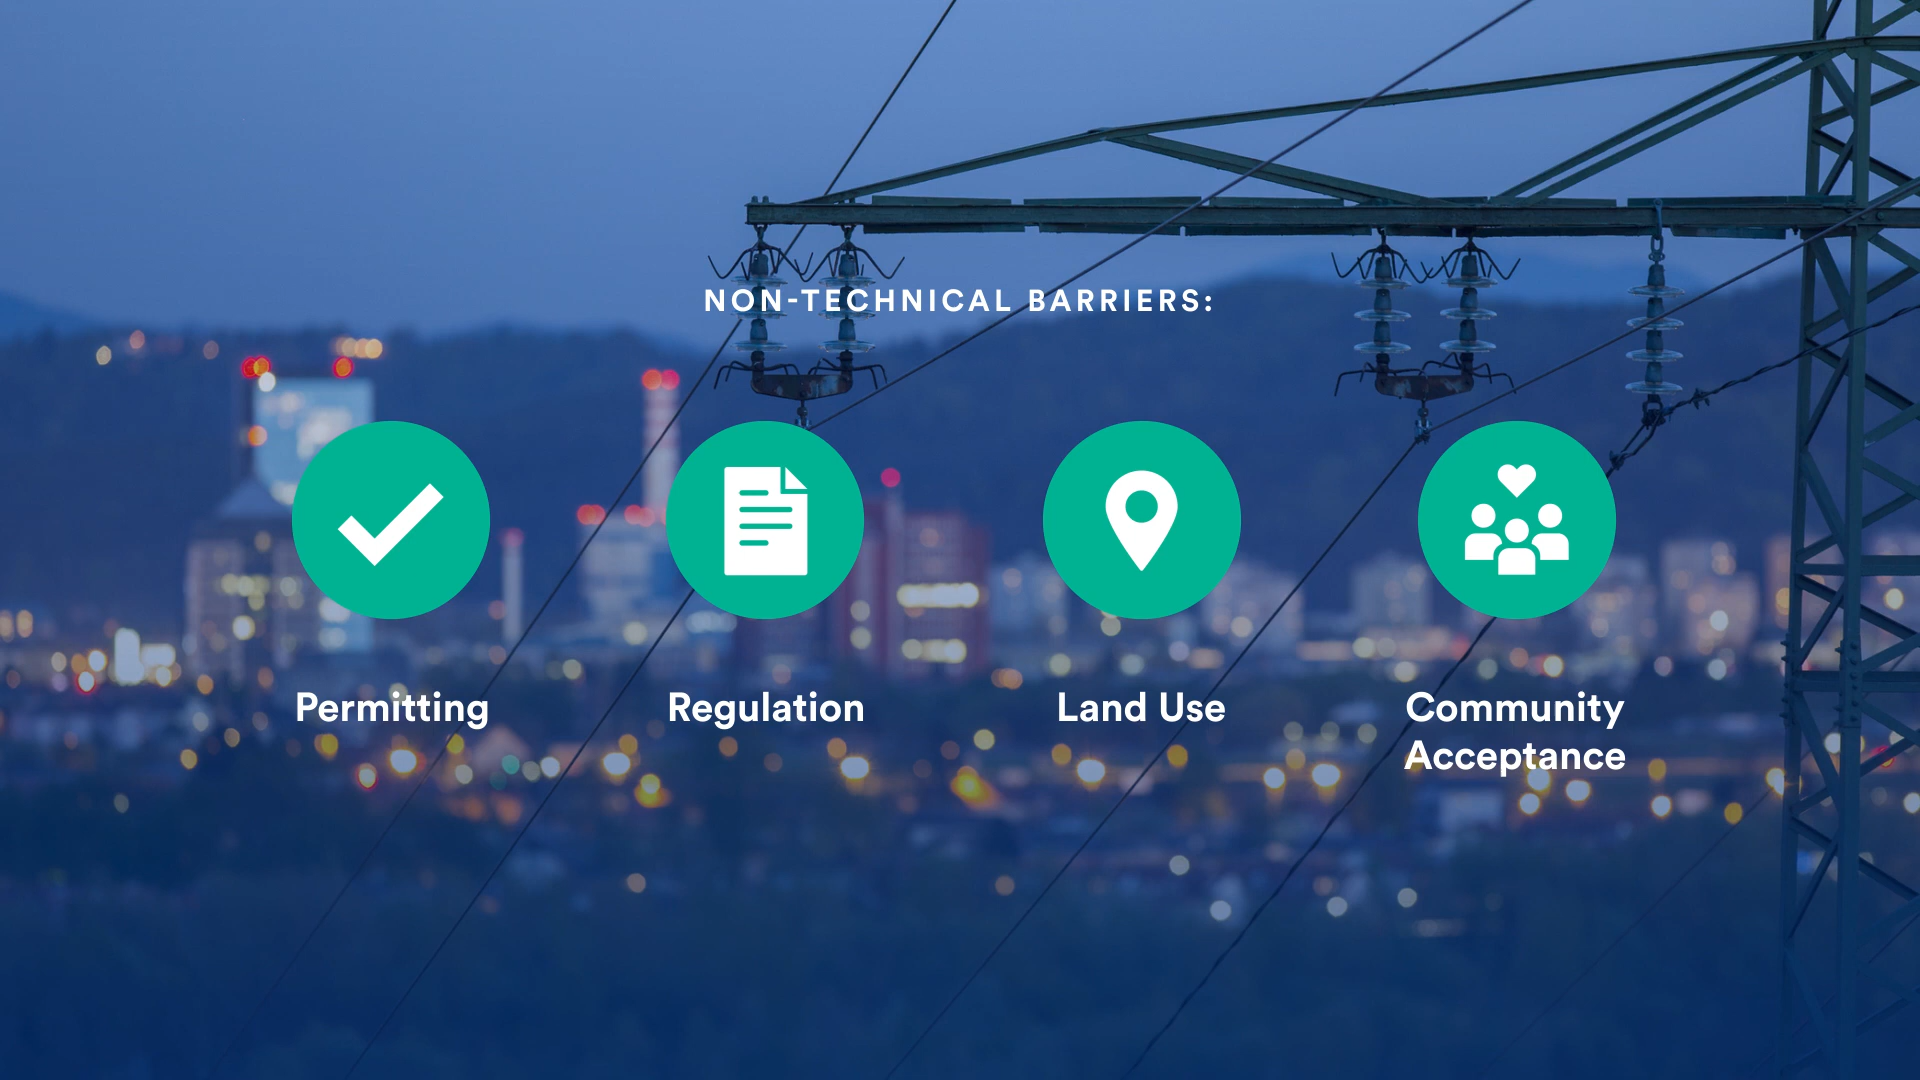 NON-TECHNICAL BARRIERS:
Permitting
Regulation
Land Use
Community
Acceptance